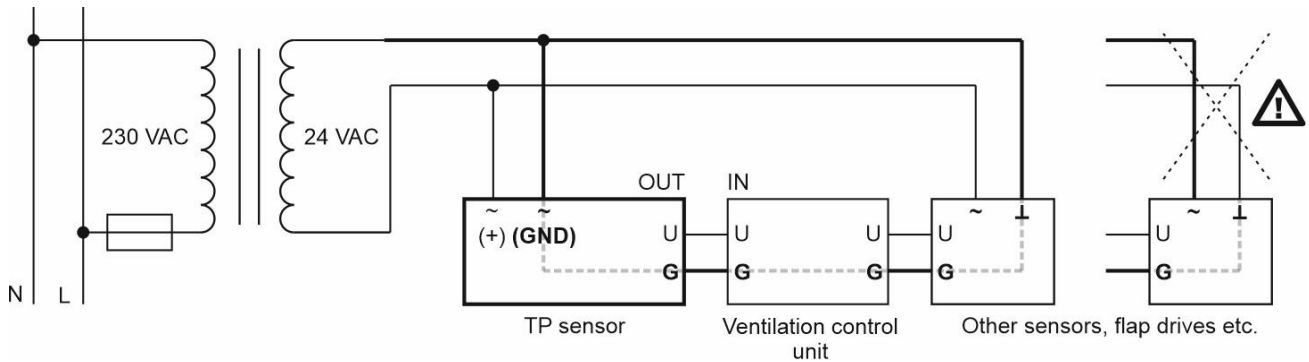 230 VAC
24 VAC
OUT IN
~ ~ ~ ⊥ ~ ⊥
(+) (GND) U U U U U
G G G G G
N L
TP sensor
Ventilation control
unit
Other sensors, flap drives etc.
!